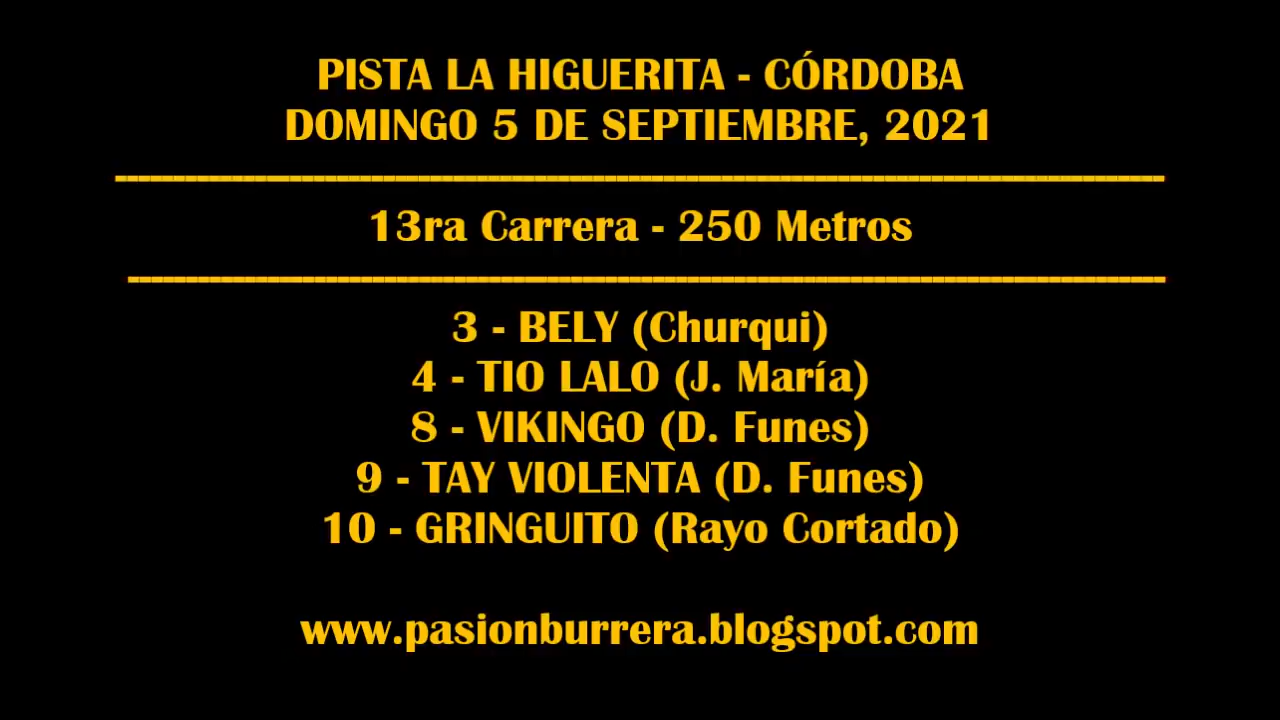 PISTA LA HIGUERITA - CÓRDOBA
DOMINGO 5 DE SEPTIEMBRE, 2021
13ra Carrera - 250 Metros
3 - BELY (Churqui)
4 - TIO LALO (J. María)
8 - VIKINGO (D. Funes)
9 - TAY VIOLENTA (D. Funes)
10 - GRINGUITO (Rayo Cortado)
www.pasionburrera.blogspot.com